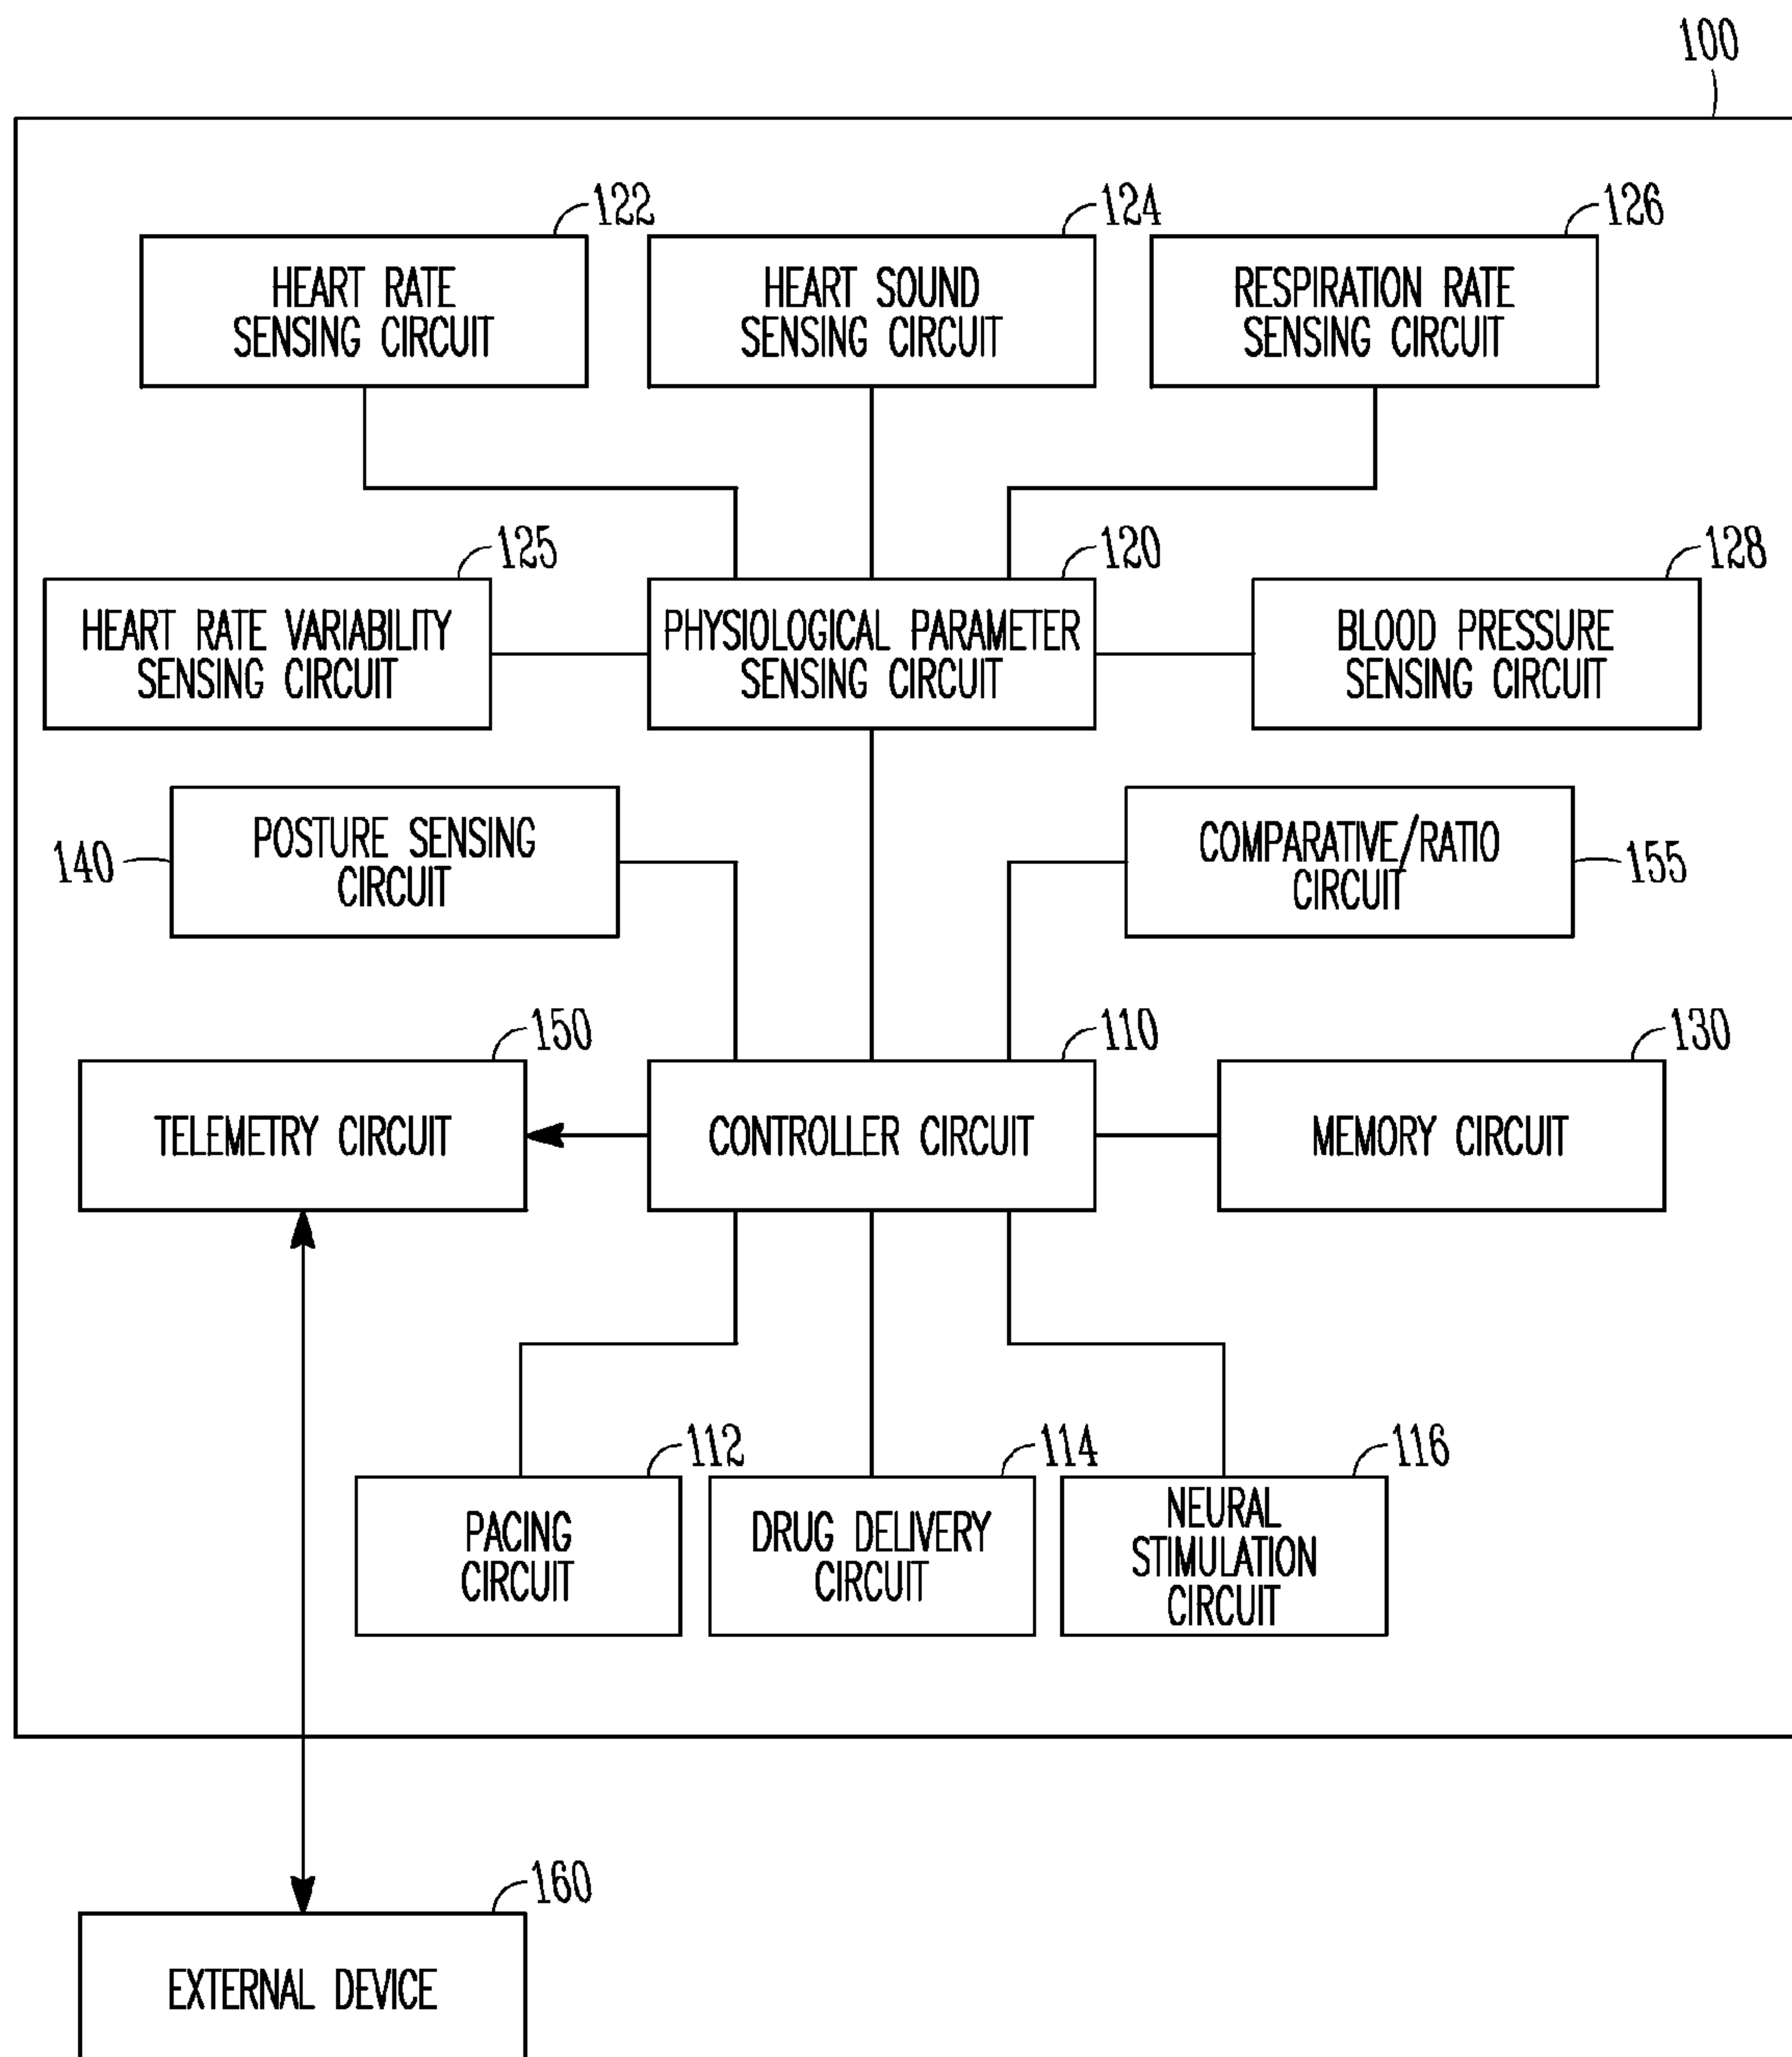 100
122
124
126
HEART RATE
SENSING CIRCUIT
HEART SOUND
SENSING CIRCUIT
RESPIRATION RATE
SENSING CIRCUIT
125
120
128
HEART RATE VARIABILITY
SENSING CIRCUIT
PHYSIOLOGICAL PARAMETER
SENSING CIRCUIT
BLOOD PRESSURE
SENSING CIRCUIT
140
POSTURE SENSING
CIRCUIT
COMPARATIVE/RATIO
CIRCUIT
155
150
110
130
TELEMETRY CIRCUIT
CONTROLLER CIRCUIT
MEMORY CIRCUIT
112
114
116
PACING
CIRCUIT
DRUG DELIVERY
CIRCUIT
NEURAL
STIMULATION
CIRCUIT
160
EXTERNAL DEVICE